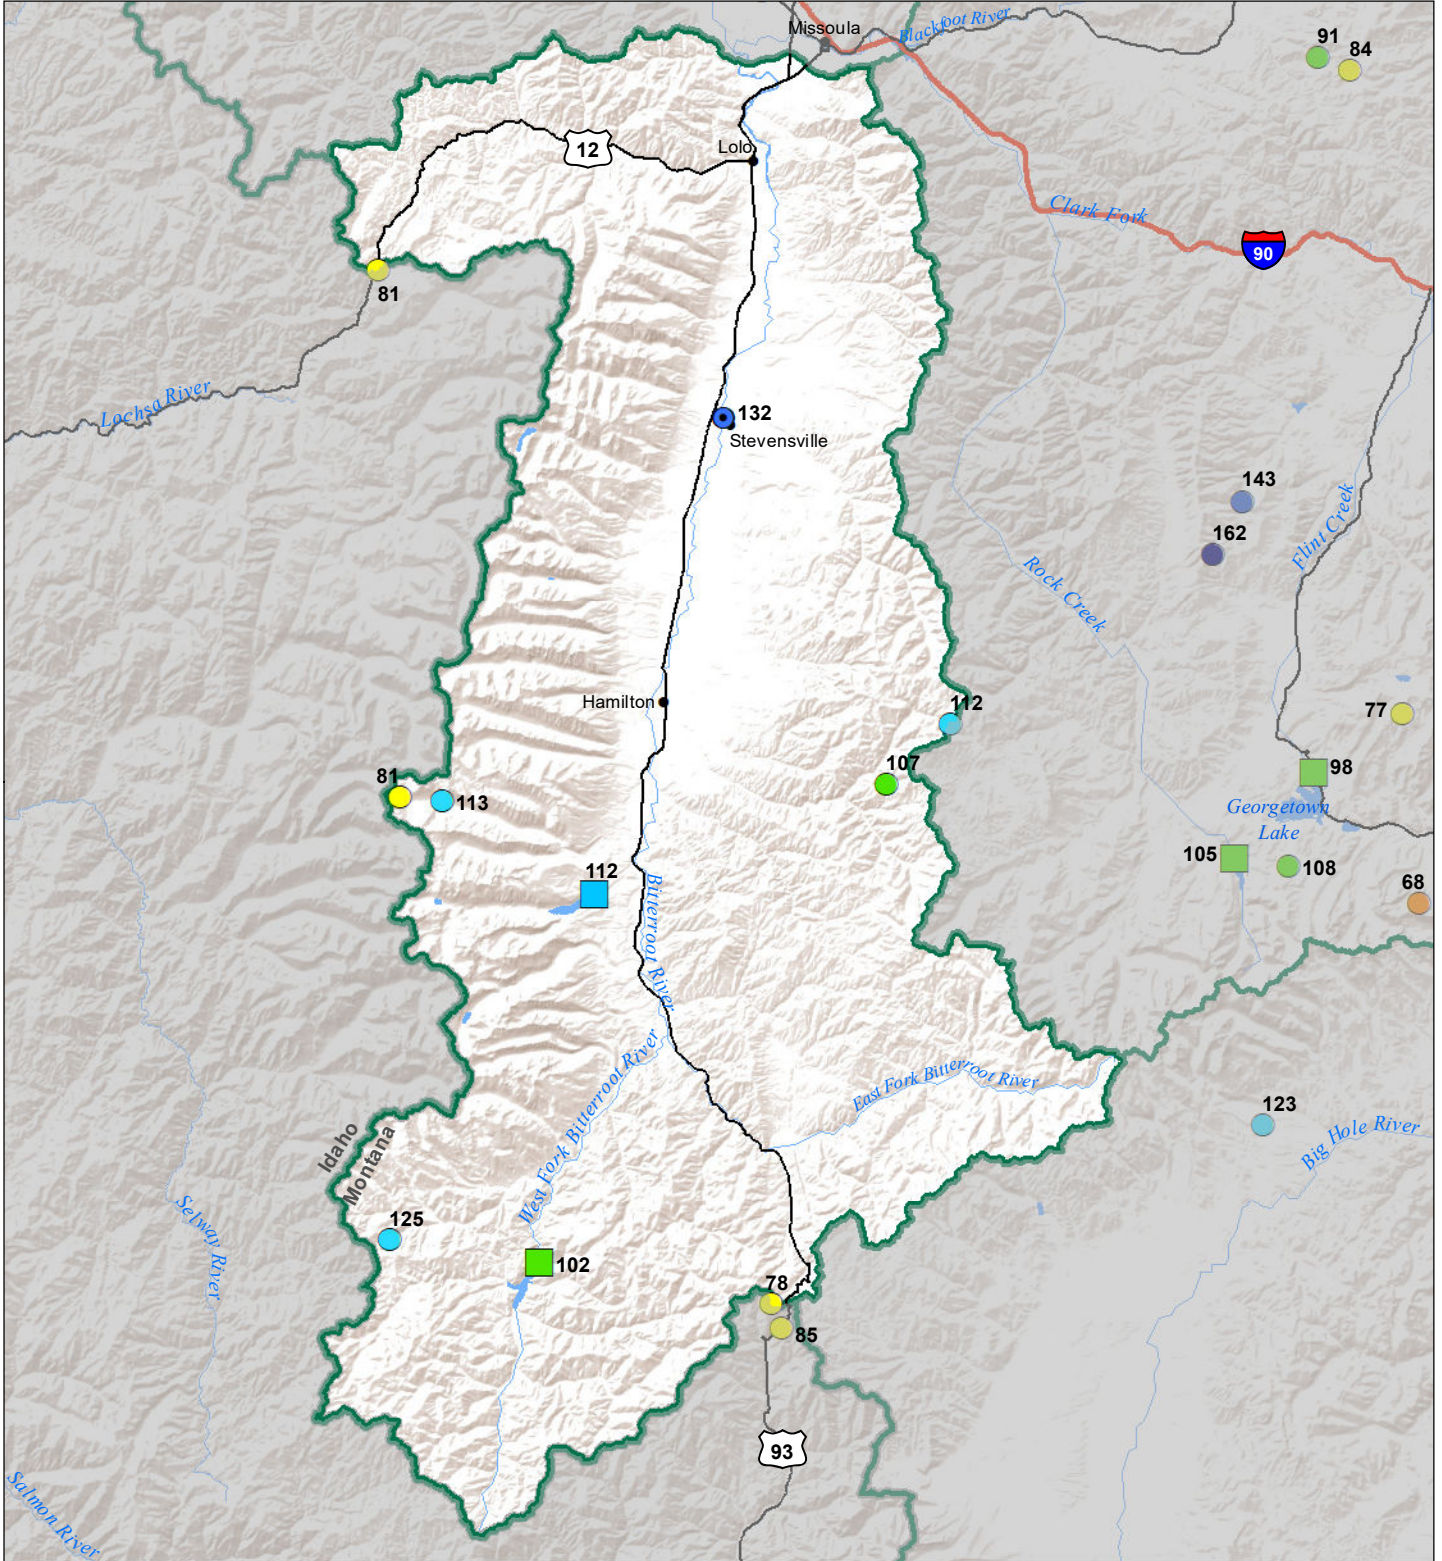 Missoula
Blackfoot River
91
84
12
Lolo
Clark Fork
90
81
Lochsa River
132
Stevensville
143
162
Flint Creek
Rock Creek
Hamilton
112
77
107
98
81
113
Georgetown
Lake
105
108
112
68
Bitterroot River
West Fork Bitterroot River
East Fork Bitterroot River
123
Big Hole River
Idaho
Montana
Selway River
125
102
78
85
93
Salmon River